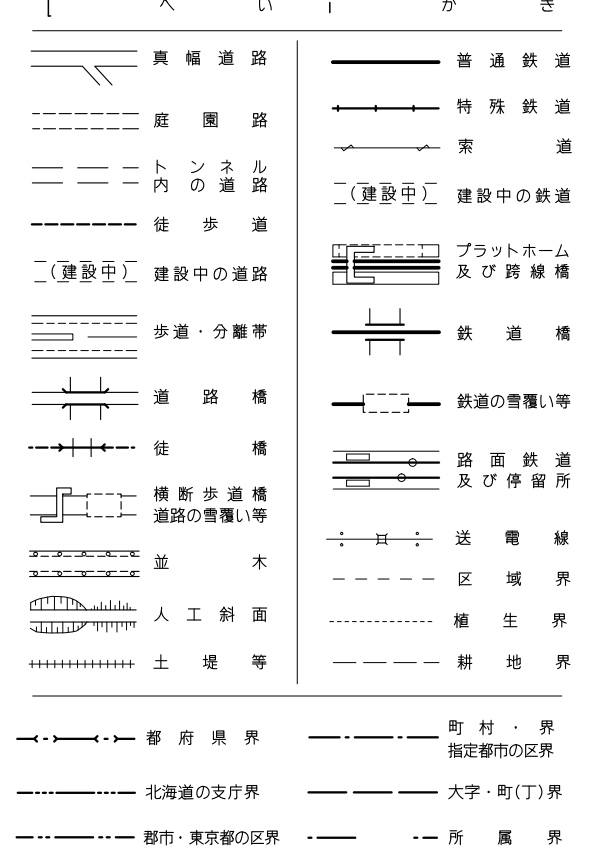 へ い
が き
真幅道路
庭園路
トンネル
内の道路
徒歩道
(建設中)
建設中の道路
歩道・分離帯
道路橋
徒橋
横断歩道橋
道路の雪覆い等
並木
人工斜面
土堤等
普通鉄道
特殊鉄道
索道
(建設中)
建設中の鉄道
プラットホーム
及び跨線橋
鉄道橋
鉄道の雪覆い等
路面鉄道
及び停留所
送電線
区域界
植生界
耕地界
都府県界
北海道の支庁界
郡市・東京都の区界
町村・界
指定都市の区界
大字・町(丁)界
所属界